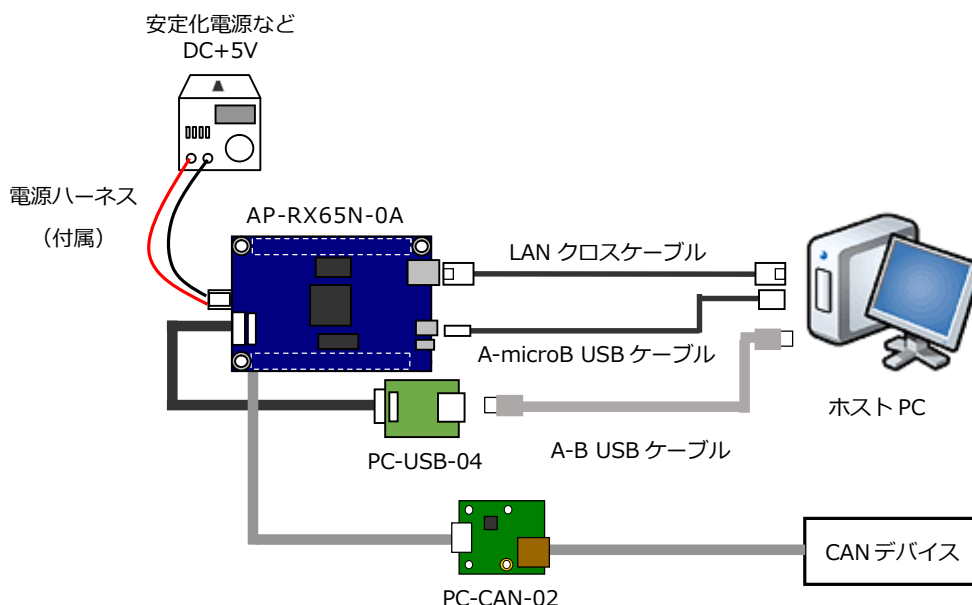 安定化電源など
DC+5V
電源ハーネス
（付属）
AP-RX65N-0A
LAN クロスケーブル
A-microB USB ケーブル
ホスト PC
A-B USB ケーブル
PC-USB-04
CAN デバイス
PC-CAN-02